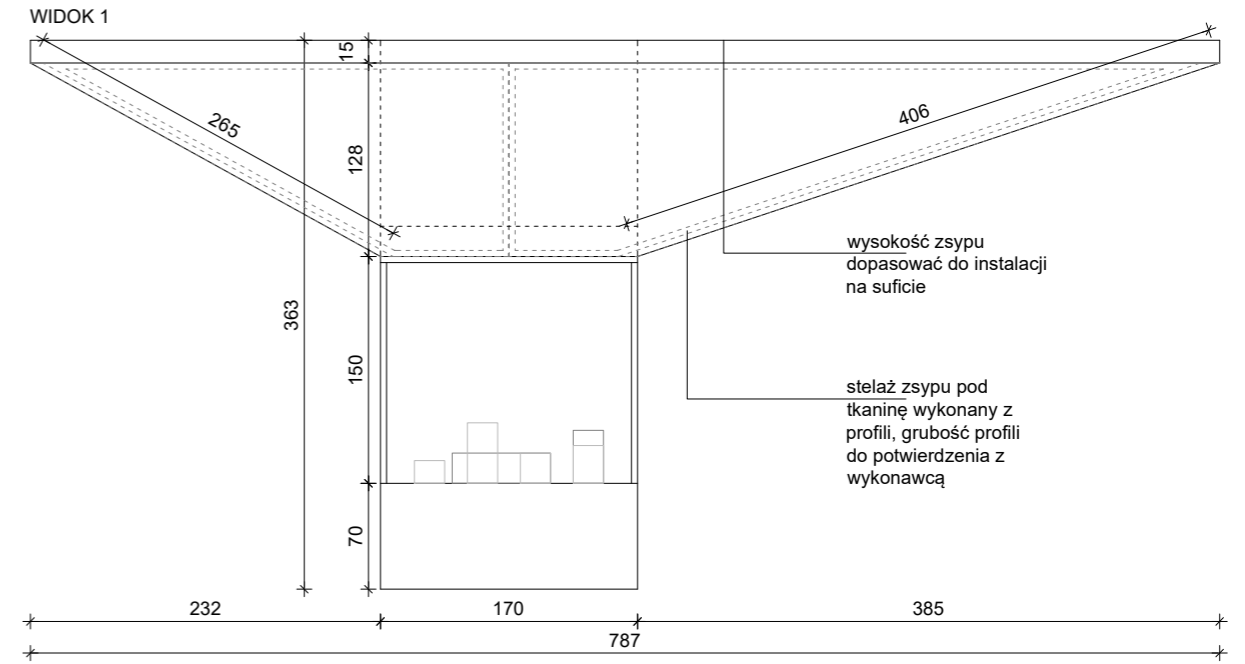 WIDOK 1
15
265
406
128
wysokość zsypu
dopasować do instalacji
na suficie
363
150
stelaż zsypu pod
tkaninę wykonany z
profili, grubość profili
do potwierdzenia z
wykonawcą
70
232
170
385
787